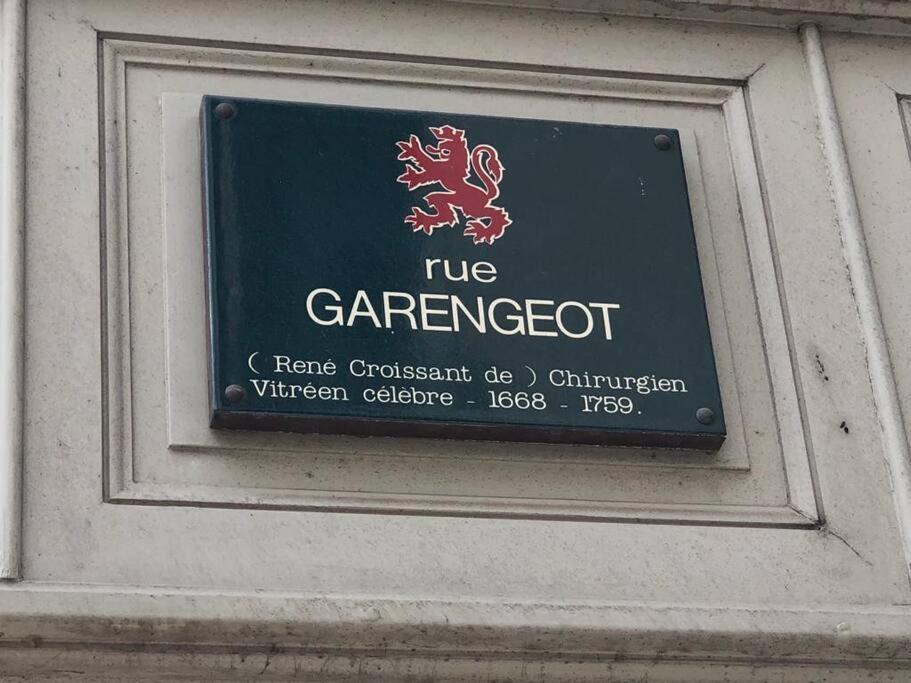 rue
GARENGEOT
( René Croissant de ) Chirurgien
Vitréen célèbre - 1668 - 1759.